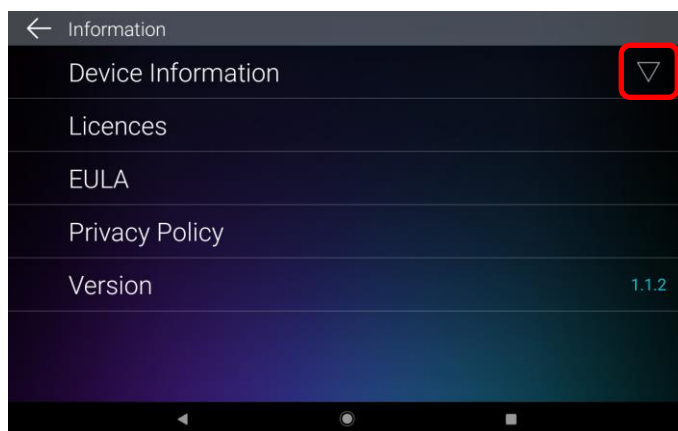 Information
Device Information
Licences
EULA
Privacy Policy
Version 1.1.2